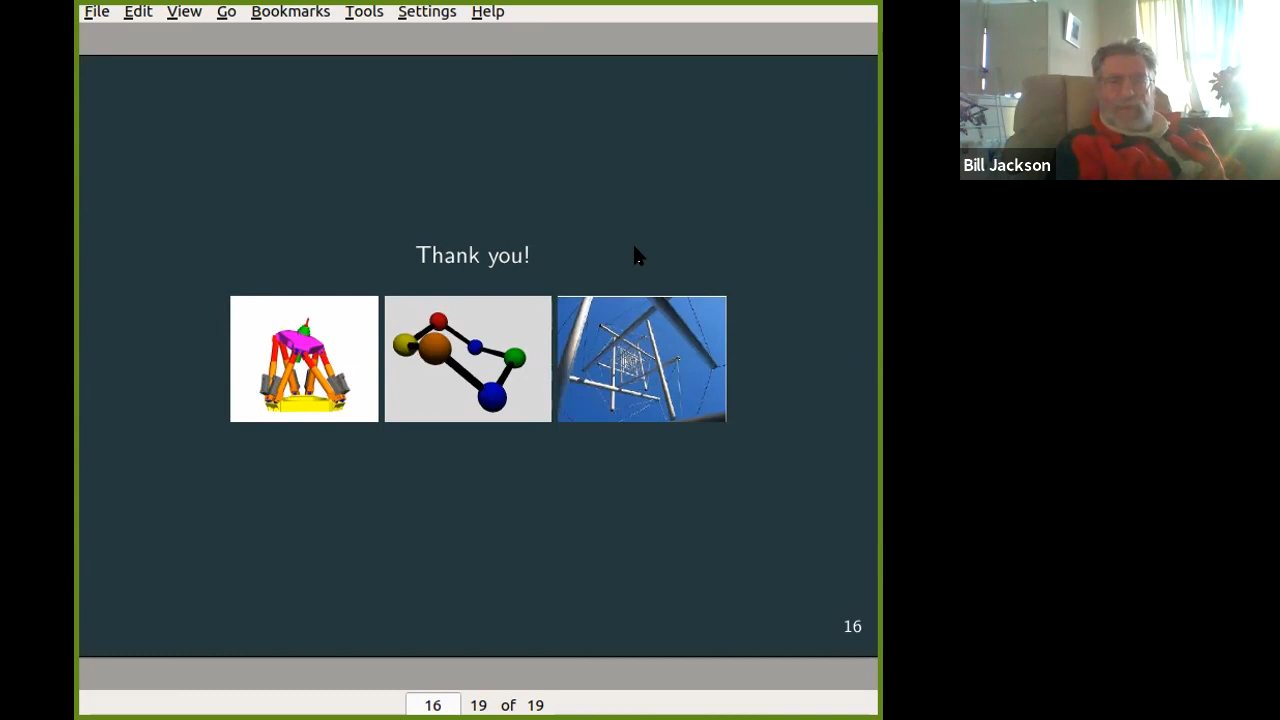 File Edit View Go Bookmarks Tools Settings Help
Bill Jackson
Thank you!
16
16 19 of 19